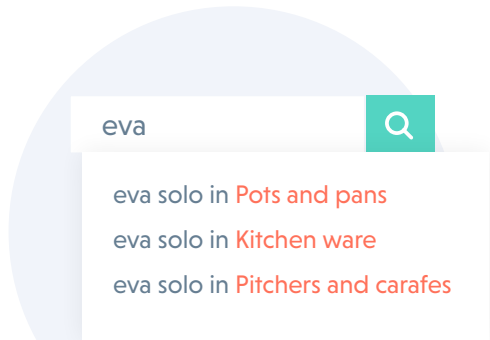 eva
eva solo in Pots and pans
eva solo in Kitchen ware
eva solo in Pitchers and carafes